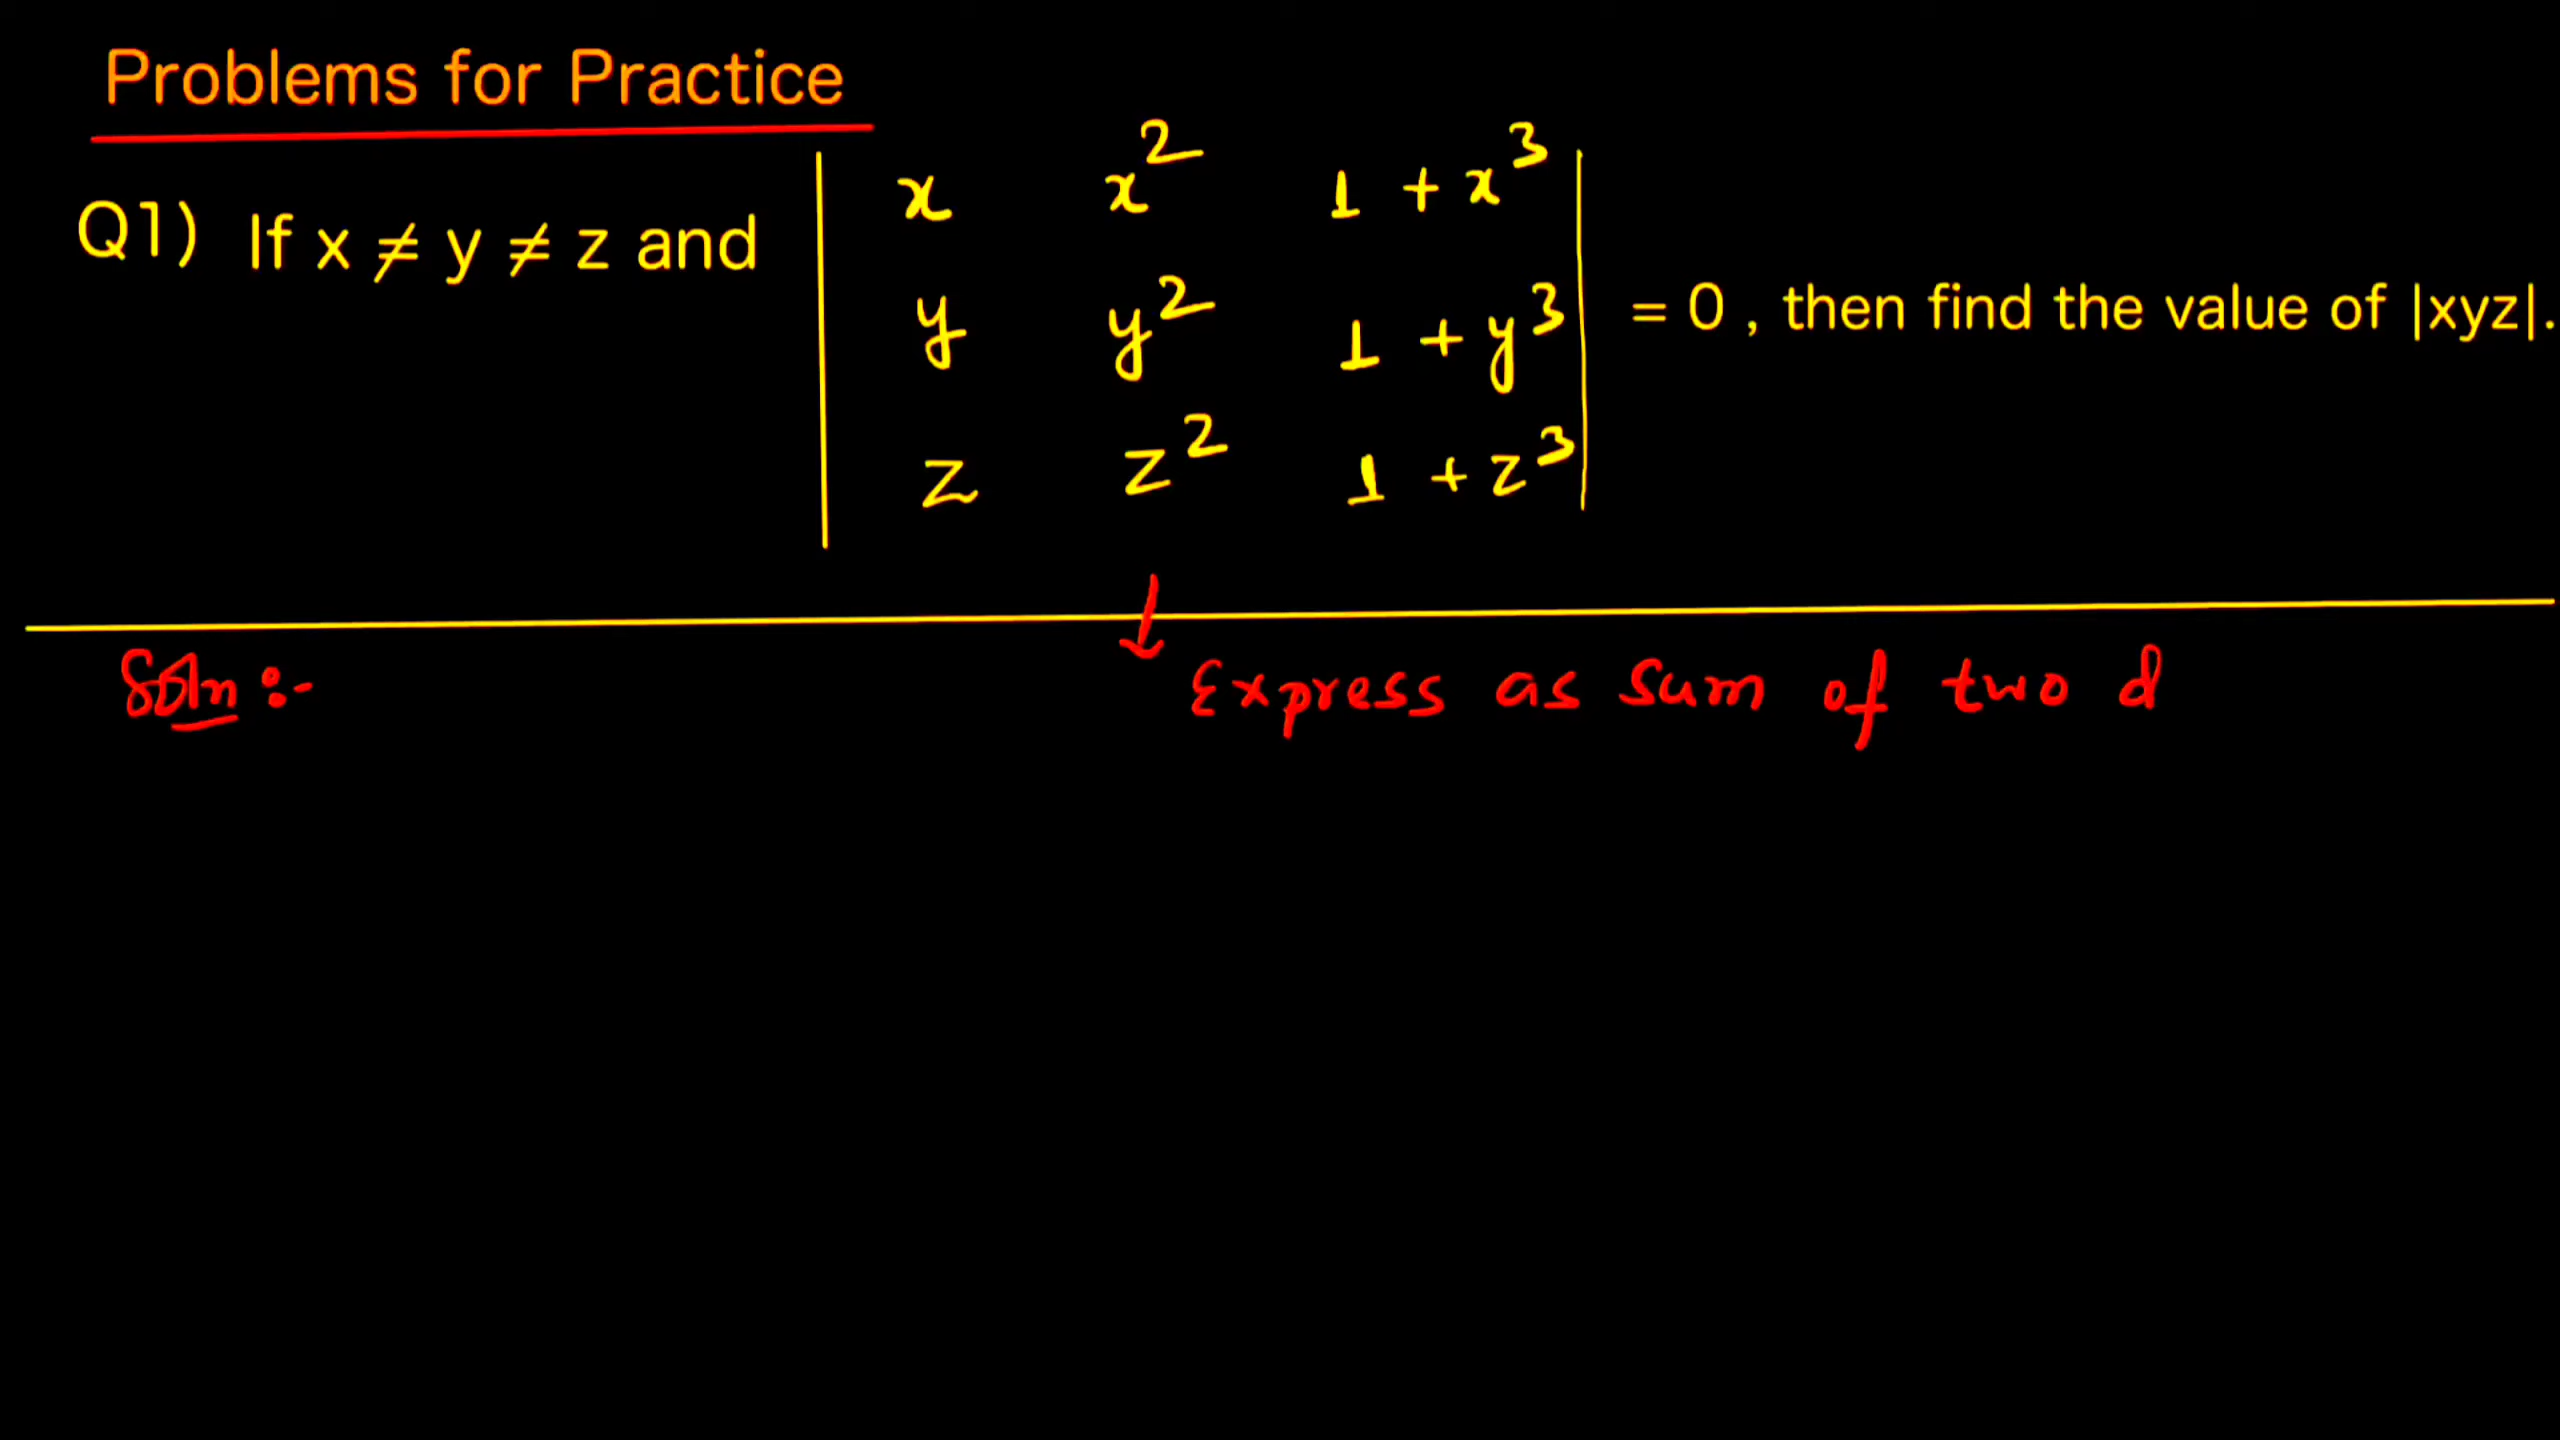 Problems for Practice
Q1) If x ≠ y ≠ z and
x x² 1 + x³
y y² 1 + y³
z z² 1 + z³
= 0 , then find the value of |xyz|.
Soln :-
Express as sum of two d